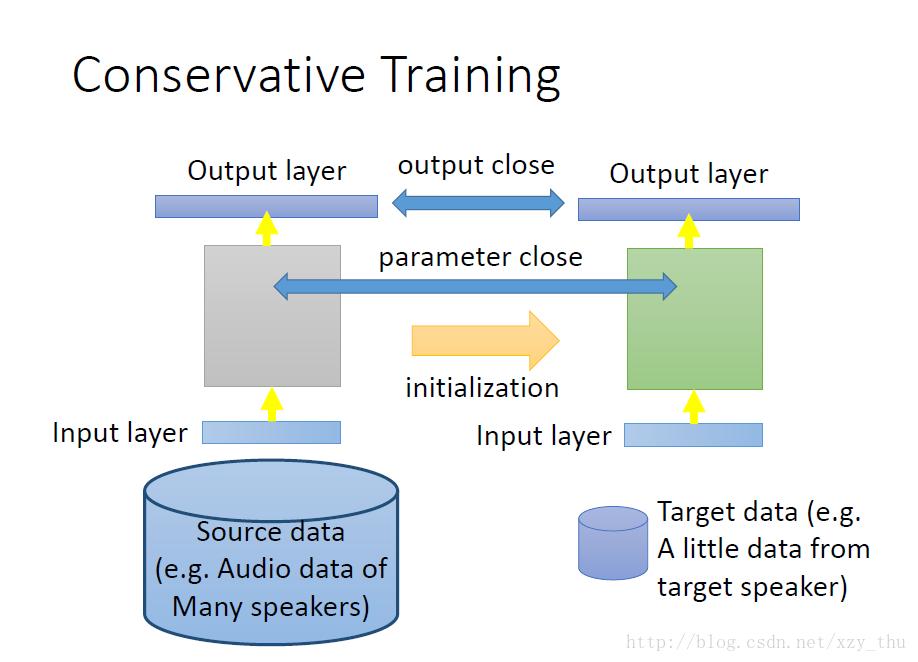 Conservative Training
Output layer
output close
Output layer
parameter close
initialization
Input layer
Input layer
Source data
(e.g. Audio data of
Many speakers)
Target data (e.g.
A little data from
target speaker)
http://blog.csdn.net/xzy_thu